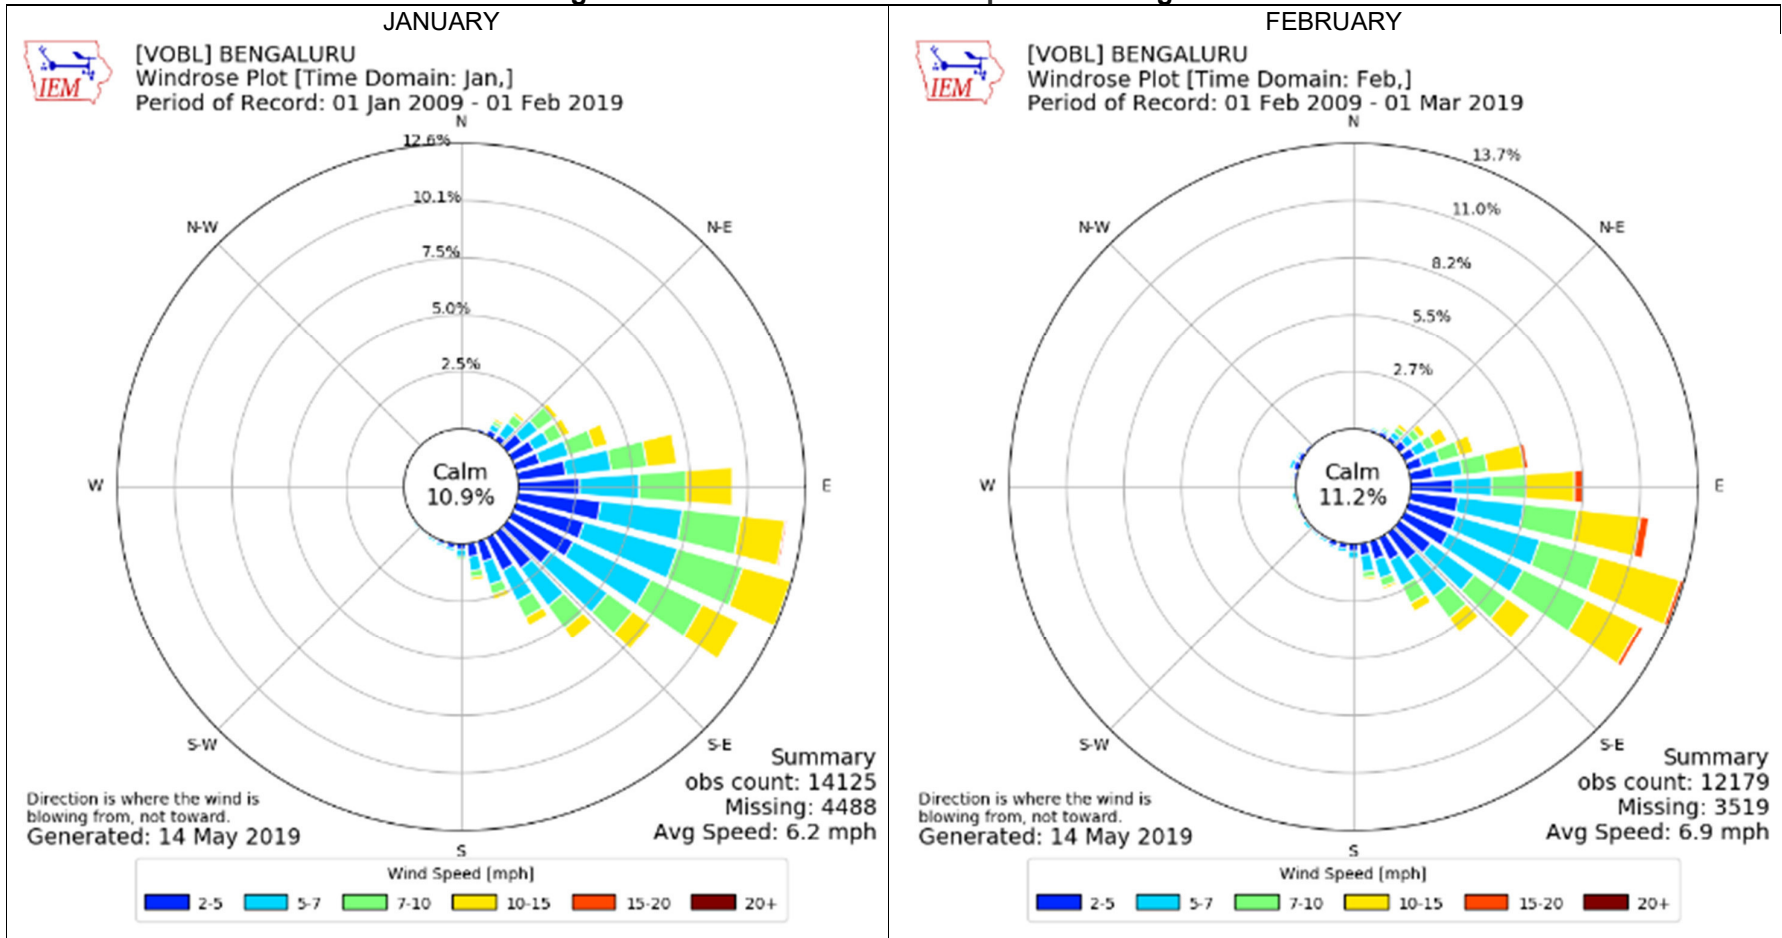 JANUARY
IEM
[VOBL] BENGALURU
Windrose Plot [Time Domain: Jan,]
Period of Record: 01 Jan 2009 - 01 Feb 2019
N
12.6%
10.1%
7.5%
5.0%
2.5%
N-W
N-E
W
Calm
10.9%
E
S-W
S-E
S
Summary
obs count: 14125
Missing: 4488
Avg Speed: 6.2 mph
Direction is where the wind is
blowing from, not toward.
Generated: 14 May 2019
Wind Speed [mph]
2-5 5-7 7-10 10-15 15-20 20+
FEBRUARY
IEM
[VOBL] BENGALURU
Windrose Plot [Time Domain: Feb,]
Period of Record: 01 Feb 2009 - 01 Mar 2019
N
13.7%
11.0%
8.2%
5.5%
2.7%
N-W
N-E
W
Calm
11.2%
E
S-W
S-E
S
Summary
obs count: 12179
Missing: 3519
Avg Speed: 6.9 mph
Direction is where the wind is
blowing from, not toward.
Generated: 14 May 2019
Wind Speed [mph]
2-5 5-7 7-10 10-15 15-20 20+